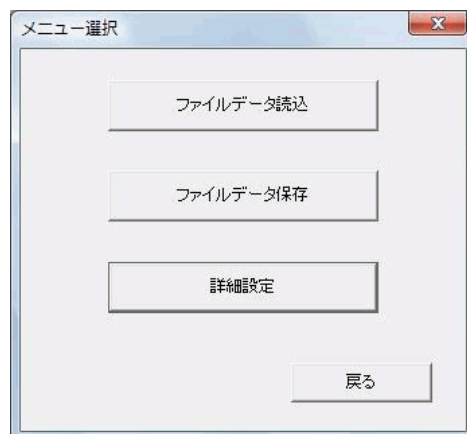 メニュー選択
ファイルデータ読込
ファイルデータ保存
詳細設定
戻る